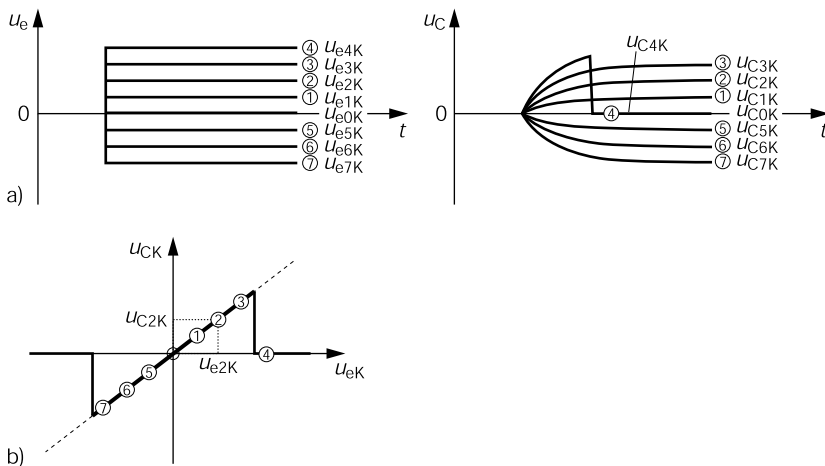 u_e
④ u_e4K
③ u_e3K
② u_e2K
① u_e1K
0
u_e0K
t
⑤ u_e5K
⑥ u_e6K
⑦ u_e7K
a)
u_C
u_C4K
③ u_C3K
② u_C2K
① u_C1K
0
④
u_C0K
t
⑤ u_C5K
⑥ u_C6K
⑦ u_C7K
u_CK
③
u_C2K
②
①
④
u_e2K
u_eK
⑤
⑥
⑦
b)